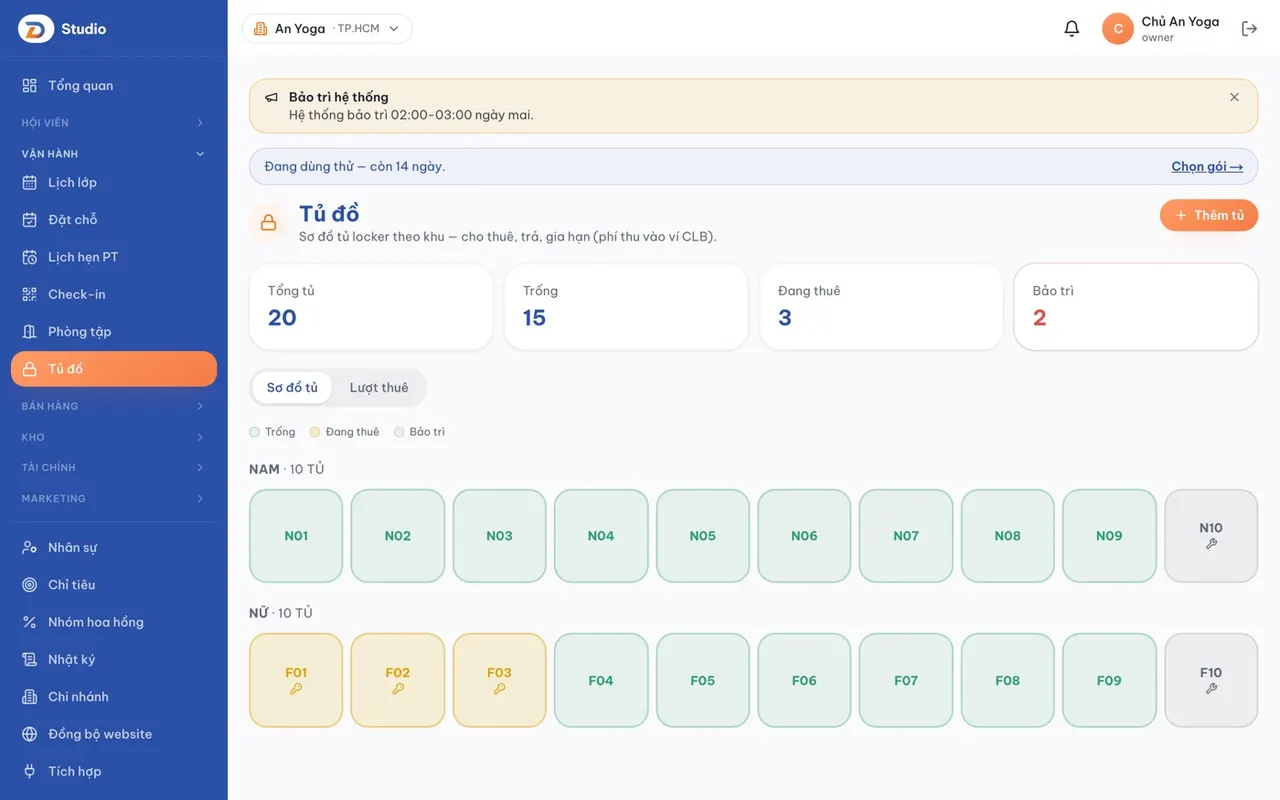 Studio
Tổng quan
HỘI VIÊN
VẬN HÀNH
Lịch lớp
Đặt chỗ
Lịch hẹn PT
Check-in
Phòng tập
Tủ đồ
BÁN HÀNG
KHO
TÀI CHÍNH
MARKETING
Nhân sự
Chỉ tiêu
Nhóm hoa hồng
Nhật ký
Chi nhánh
Đồng bộ website
Tích hợp
An Yoga · TP.HCM
C
Chủ An Yoga
owner
Bảo trì hệ thống
Hệ thống bảo trì 02:00-03:00 ngày mai.
Đang dùng thử — còn 14 ngày.
Chọn gói →
Tủ đồ
Sơ đồ tủ locker theo khu — cho thuê, trả, gia hạn (phí thu vào ví CLB).
+ Thêm tủ
Tổng tủ
20
Trống
15
Đang thuê
3
Bảo trì
2
Sơ đồ tủ
Lượt thuê
Trống
Đang thuê
Bảo trì
NAM · 10 TỦ
N01 N02 N03 N04 N05 N06 N07 N08 N09 N10
NỮ · 10 TỦ
F01 F02 F03 F04 F05 F06 F07 F08 F09 F10